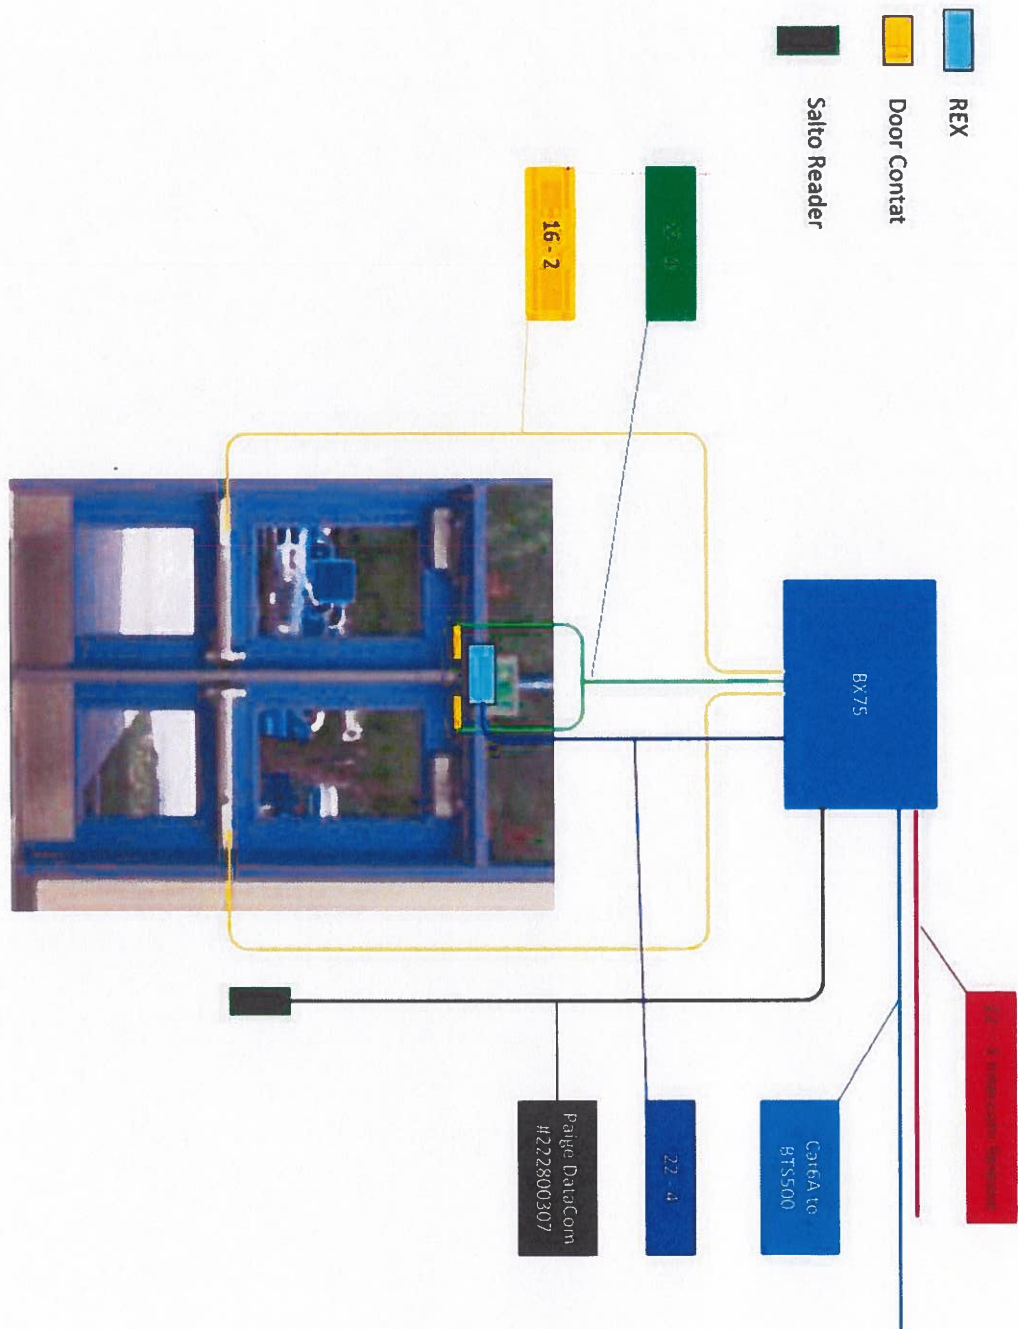 REX
Door Contat
Salto Reader
16 - 2
BX75
22 - 4
Cat6A to
BTS500
Paige DataCom
#222800307